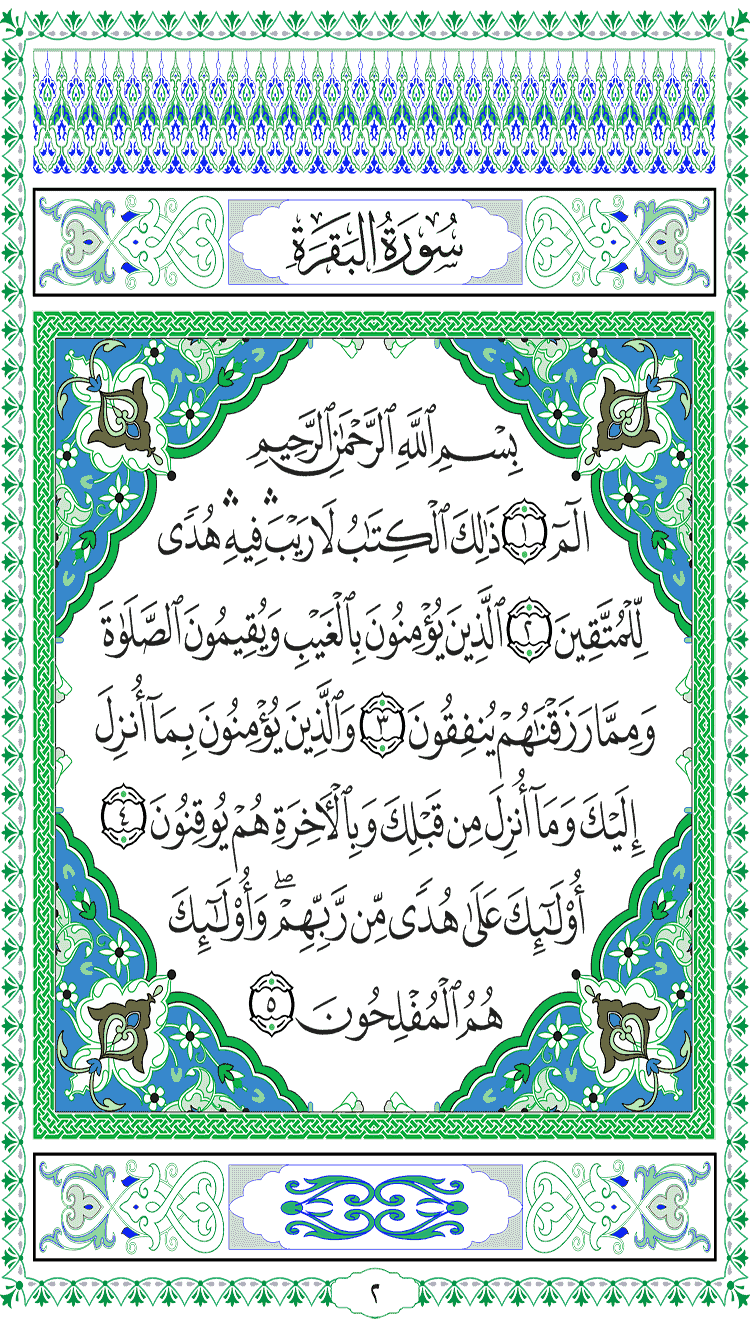 سُورَةُ البَقَرَةِ
بِسْمِ ٱللَّهِ ٱلرَّحْمَٰنِ ٱلرَّحِيمِ
الٓمٓ ١ ذَٰلِكَ ٱلْكِتَٰبُ لَا رَيْبَ ۛ فِيهِ ۛ هُدًى
لِّلْمُتَّقِينَ ٢ ٱلَّذِينَ يُؤْمِنُونَ بِٱلْغَيْبِ وَيُقِيمُونَ ٱلصَّلَوٰةَ
وَمِمَّا رَزَقْنَٰهُمْ يُنفِقُونَ ٣ وَٱلَّذِينَ يُؤْمِنُونَ بِمَآ أُنزِلَ
إِلَيْكَ وَمَآ أُنزِلَ مِن قَبْلِكَ وَبِٱلْأَخِرَةِ هُمْ يُوقِنُونَ ٤
أُو۟لَٰٓئِكَ عَلَىٰ هُدًى مِّن رَّبِّهِمْ ۖ وَأُو۟لَٰٓئِكَ
هُمُ ٱلْمُفْلِحُونَ ٥
٢